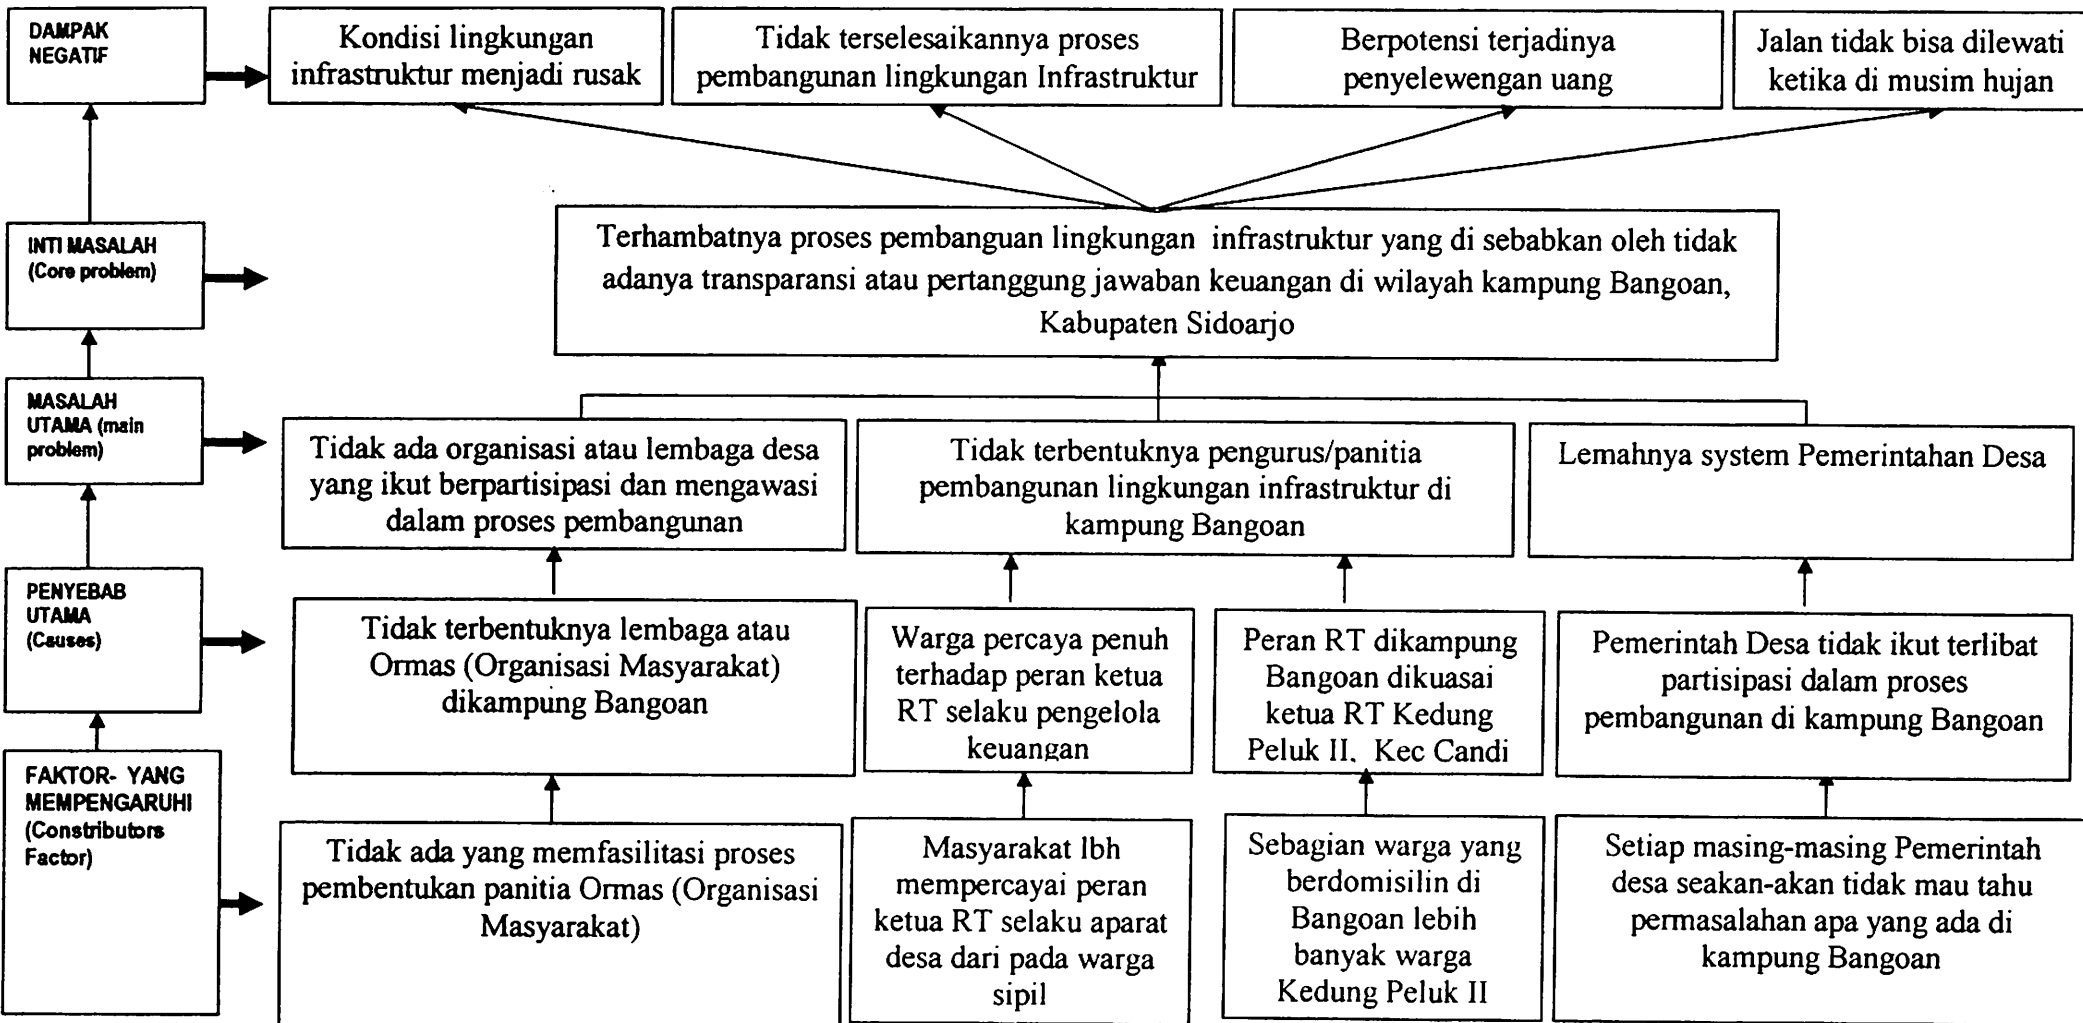 DAMPAK
NEGATIF
Kondisi lingkungan
infrastruktur menjadi rusak
Tidak terselesaikannya proses
pembangunan lingkungan Infrastruktur
Berpotensi terjadinya
penyelewengan uang
Jalan tidak bisa dilewati
ketika di musim hujan
INTI MASALAH
(Core problem)
Terhambatnya proses pembanguan lingkungan infrastruktur yang di sebabkan oleh tidak
adanya transparansi atau pertanggung jawaban keuangan di wilayah kampung Bangoan,
Kabupaten Sidoarjo
MASALAH
UTAMA (main
problem)
Tidak ada organisasi atau lembaga desa
yang ikut berpartisipasi dan mengawasi
dalam proses pembangunan
Tidak terbentuknya pengurus/panitia
pembangunan lingkungan infrastruktur di
kampung Bangoan
Lemahnya system Pemerintahan Desa
PENYEBAB
UTAMA
(Causes)
Tidak terbentuknya lembaga atau
Ormas (Organisasi Masyarakat)
dikampung Bangoan
Warga percaya penuh
terhadap peran ketua
RT selaku pengelola
keuangan
Peran RT dikampung
Bangoan dikuasai
ketua RT Kedung
Peluk II, Kec Candi
Pemerintah Desa tidak ikut terlibat
partisipasi dalam proses
pembangunan di kampung Bangoan
FAKTOR- YANG
MEMPENGARUHI
(Constributors
Factor)
Tidak ada yang memfasilitasi proses
pembentukan panitia Ormas (Organisasi
Masyarakat)
Masyarakat lbh
mempercayai peran
ketua RT selaku aparat
desa dari pada warga
sipil
Sebagian warga yang
berdomisilin di
Bangoan lebih
banyak warga
Kedung Peluk II
Setiap masing-masing Pemerintah
desa seakan-akan tidak mau tahu
permasalahan apa yang ada di
kampung Bangoan